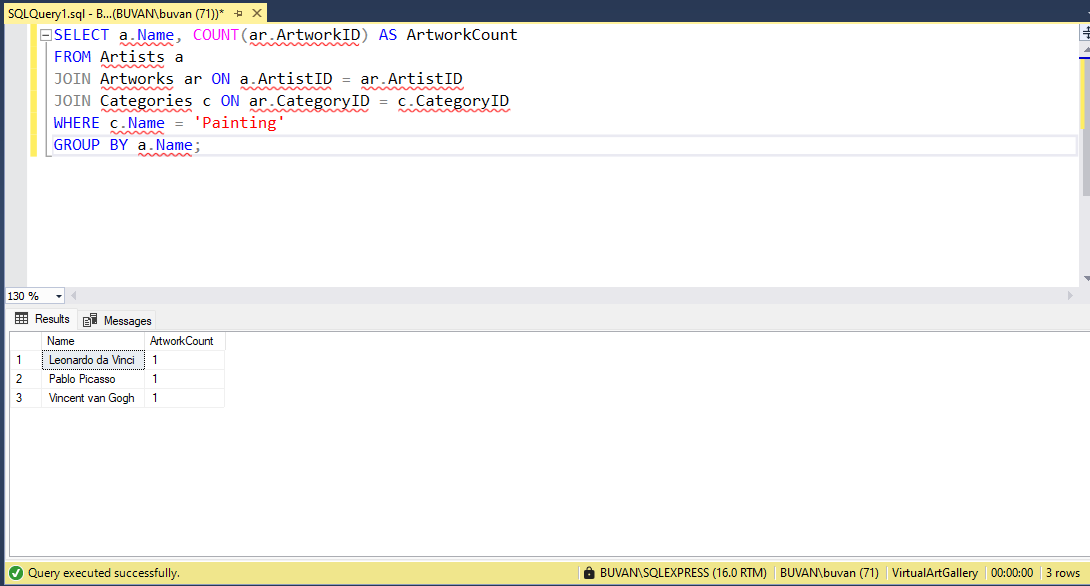 SQLQuery1.sql - B...(BUVAN\buvan (71))*
SELECT a.Name, COUNT(ar.ArtworkID) AS ArtworkCount
FROM Artists a
JOIN Artworks ar ON a.ArtistID = ar.ArtistID
JOIN Categories c ON ar.CategoryID = c.CategoryID
WHERE c.Name = 'Painting'
GROUP BY a.Name;
130 %
Results Messages
Name ArtworkCount
1 Leonardo da Vinci 1
2 Pablo Picasso 1
3 Vincent van Gogh 1
Query executed successfully. BUVAN\SQLEXPRESS (16.0 RTM) BUVAN\buvan (71) VirtualArtGallery 00:00:00 3 rows